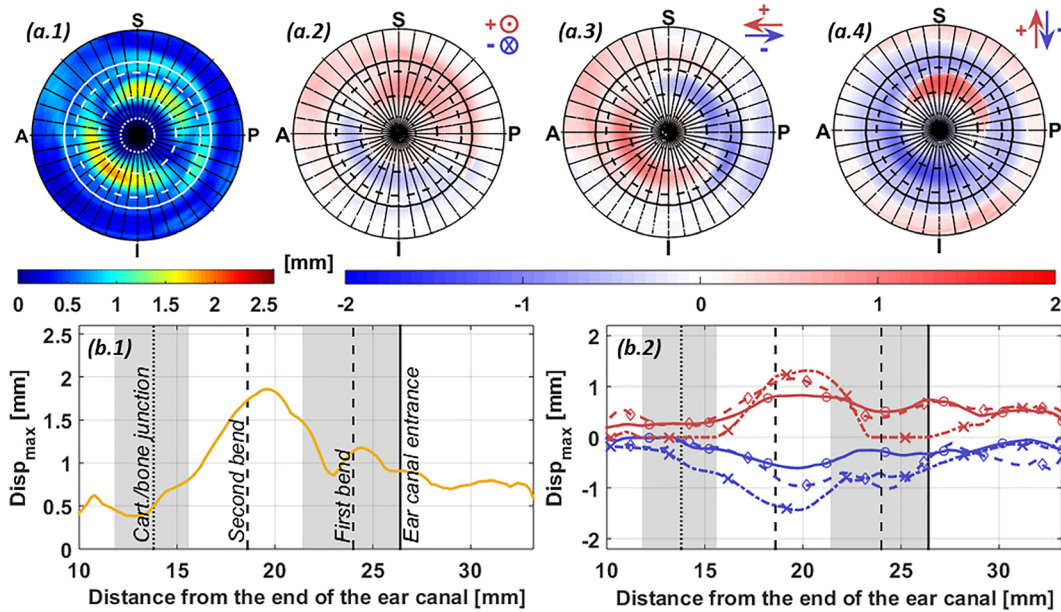 (a.1)
S
A
I
(a.2)
S
+
-
A
P
I
(a.3)
S
+
-
A
P
I
(a.4)
S
+
-
A
P
I
[mm]
0 0.5 1 1.5 2 2.5
-2 -1 0 1 2
(b.1)
Disp_max [mm]
2.5
2
1.5
1
0.5
0
Cart./bone junction
Second bend
First bend
Ear canal entrance
10 15 20 25 30
Distance from the end of the ear canal [mm]
(b.2)
Disp_max [mm]
2
1
0
-1
-2
10 15 20 25 30
Distance from the end of the ear canal [mm]